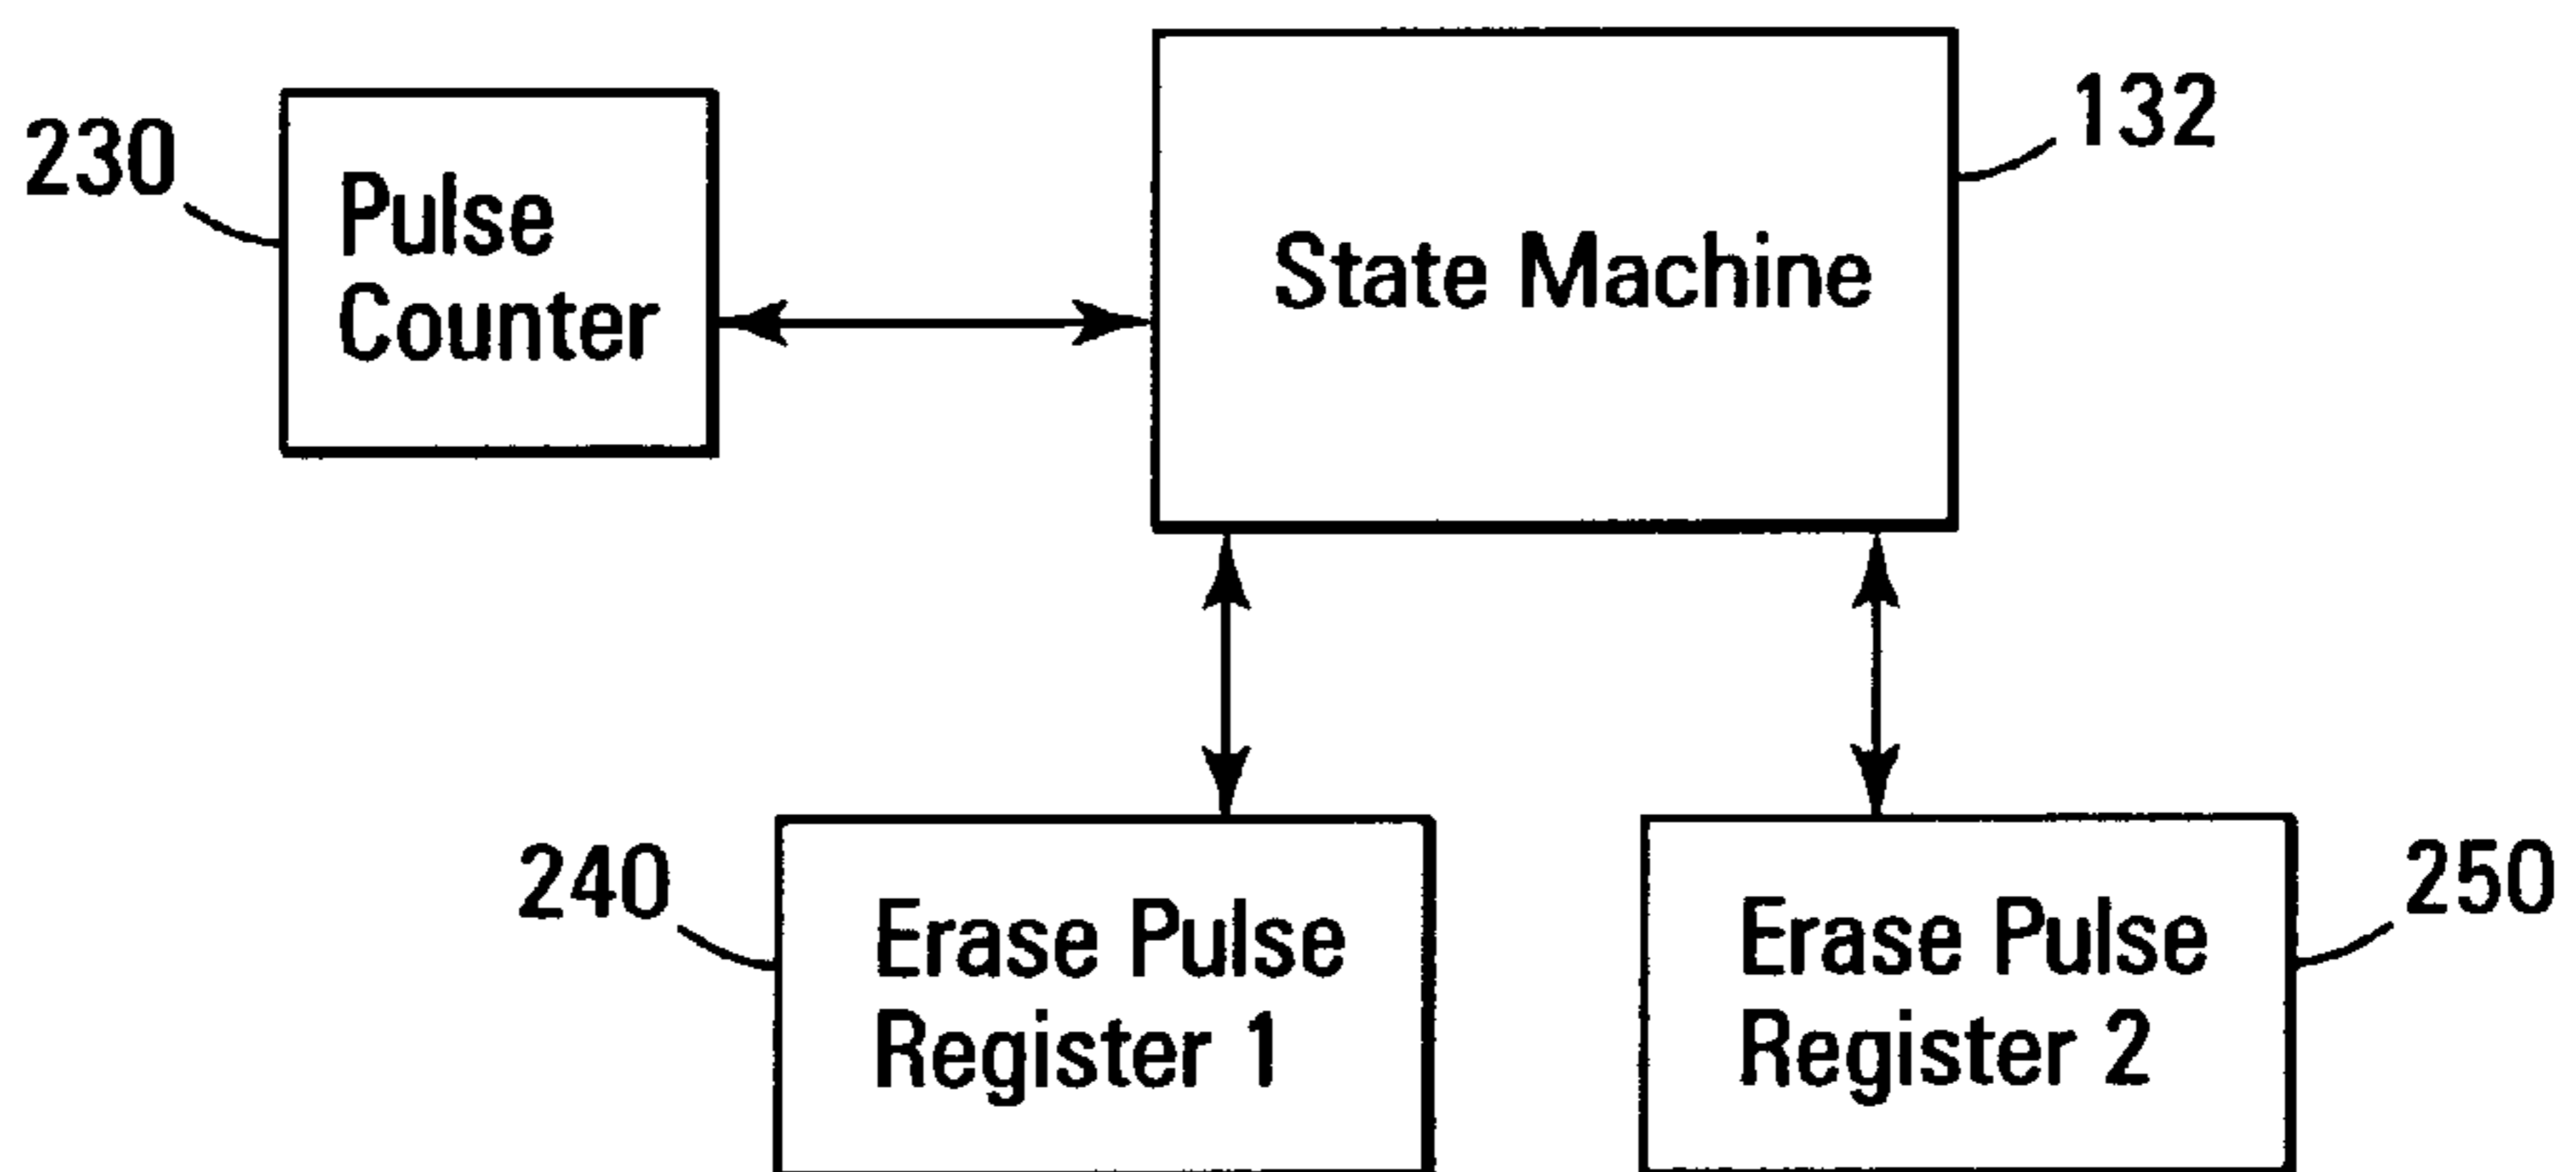 132
230
Pulse
Counter
State Machine
240
Erase Pulse
Register 1
250
Erase Pulse
Register 2